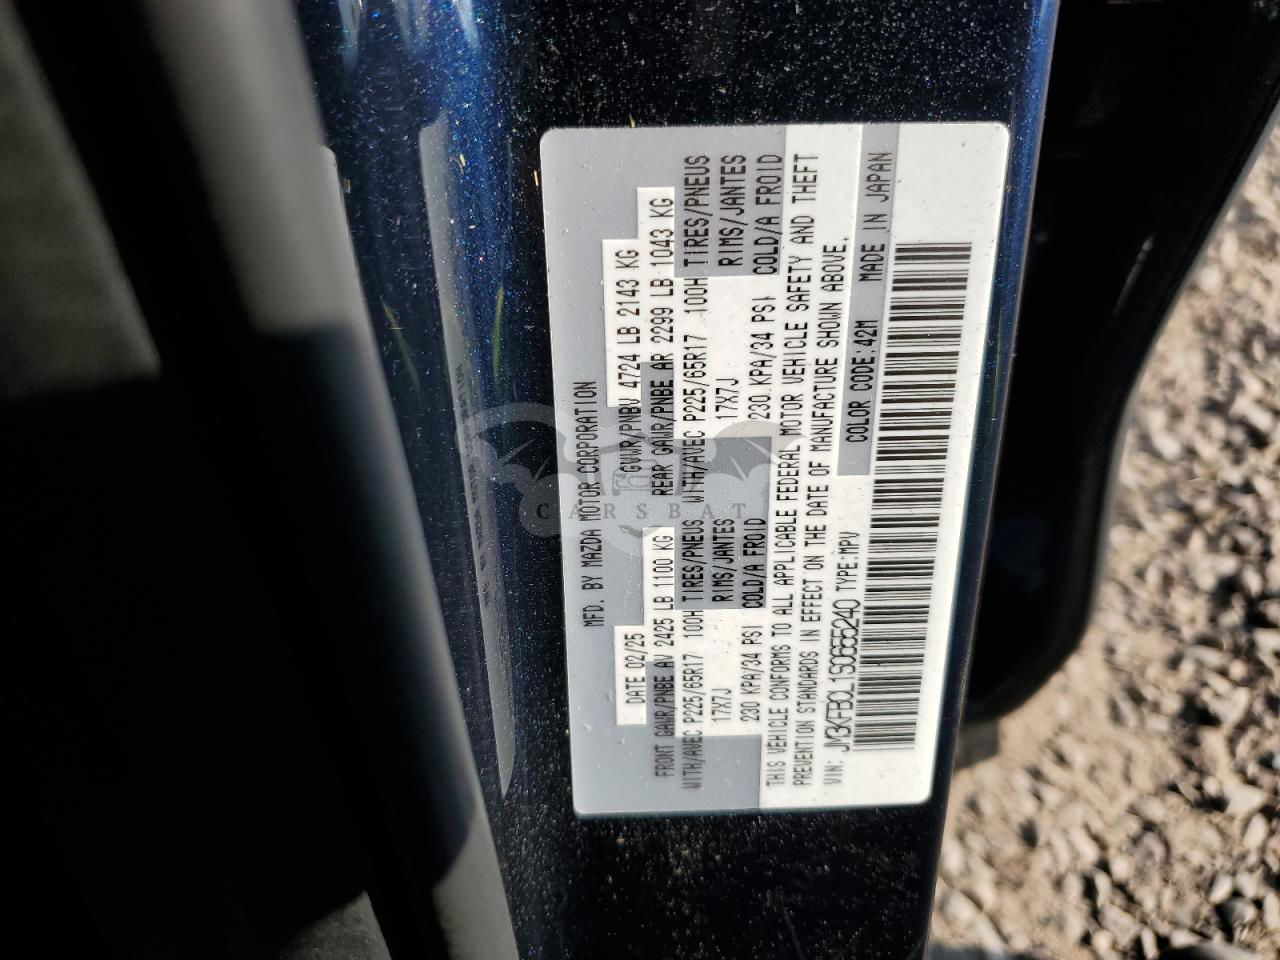 MFD. BY MAZDA MOTOR CORPORATION
DATE 02/25 GVWR/PNBV 4724 LB 2143 KG
FRONT GAWR/PNBE AV 2425 LB 1100 KG REAR GAWR/PNBE AR 2299 LB 1043 KG
WITH/AVEC P225/65R17 100H TIRES/PNEUS WITH/AVEC P225/65R17 100H TIRES/PNEUS
17X7J RIMS/JANTES 17X7J RIMS/JANTES
230 KPA/34 PSI COLD/A FROID 230 KPA/34 PSI COLD/A FROID
THIS VEHICLE CONFORMS TO ALL APPLICABLE FEDERAL MOTOR VEHICLE SAFETY AND THEFT
PREVENTION STANDARDS IN EFFECT ON THE DATE OF MANUFACTURE SHOWN ABOVE.
VIN: JM3KFBCL1S0655240 TYPE:MPV COLOR CODE:42M MADE IN JAPAN
CARSBAT